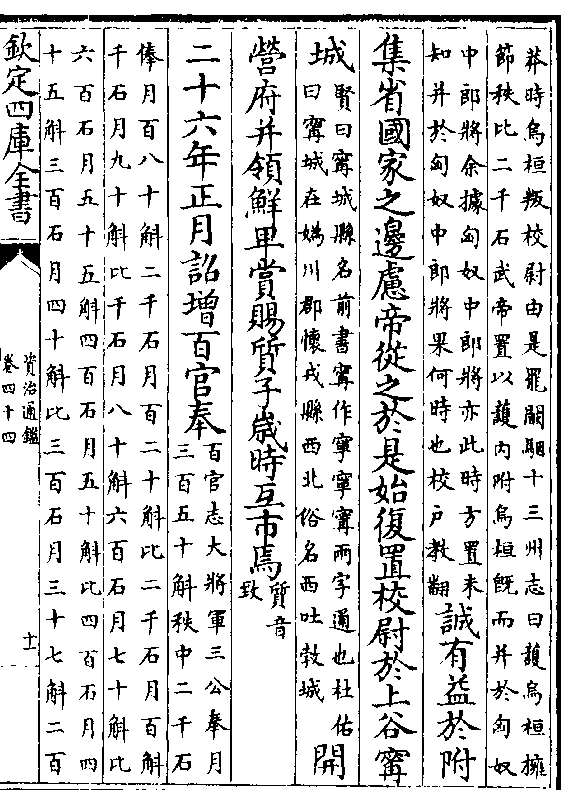 莽時烏桓叛校尉由是罷闞駰十三州志曰護烏桓擁
節秩比二千石武帝置以護内附烏桓既而并於匈奴
中郎將余據匈奴中郎將亦此時方置未
知并於匈奴中郎將果何時也校户教翻
誠有益於附
集省國家之邊慮帝從之於是始復置校尉於上谷寗
城
賢曰寗城縣名前書寗作寧寧寗兩字通也杜佑
曰寗城在媯川郡懷戎縣西北俗名西吐敦城
開
營府并領鮮卑賞賜質子歲時互市焉
質音
致
二十六年正月詔增百官奉
百官志大將軍三公奉月
三百五十斛秩中二千石
俸月百八十斛二千石月百二十斛比二千石月百斛
千石月九十斛比千石月八十斛六百石月七十斛比
六百石月五十五斛四百石月五十斛比四百石月四
十五斛三百石月四十斛比三百石月三十七斛二百
欽定四庫全書
資治通鑑
卷四十四
十一